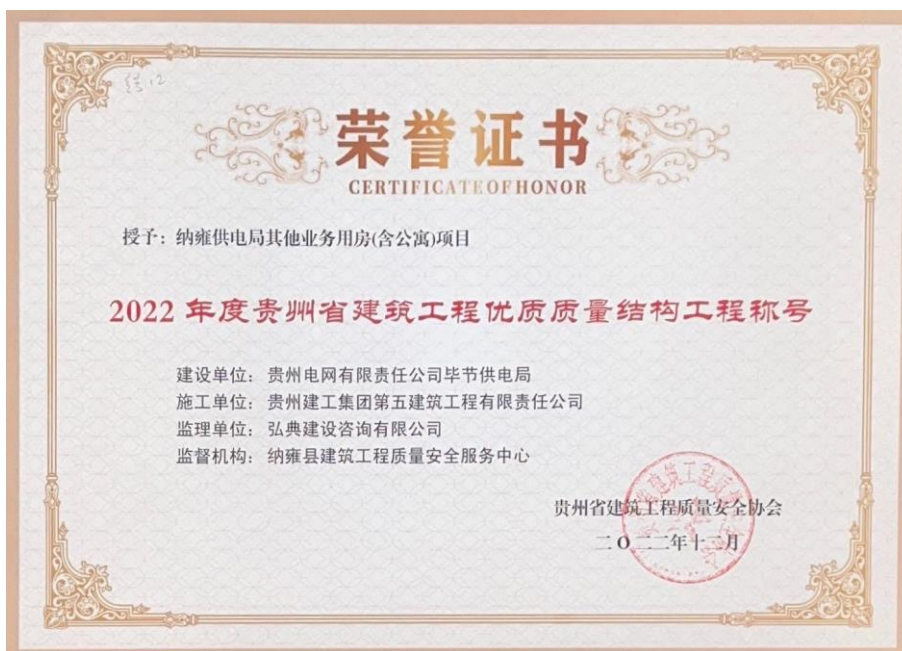 结12
荣誉证书
CERTIFICATEOFHONOR
授予：纳雍供电局其他业务用房(含公寓)项目
2022 年度贵州省建筑工程优质质量结构工程称号
建设单位：贵州电网有限责任公司毕节供电局
施工单位：贵州建工集团第五建筑工程有限责任公司
监理单位：弘典建设咨询有限公司
监督机构：纳雍县建筑工程质量安全服务中心
贵州省建筑工程质量安全协会
二O二二年十二月